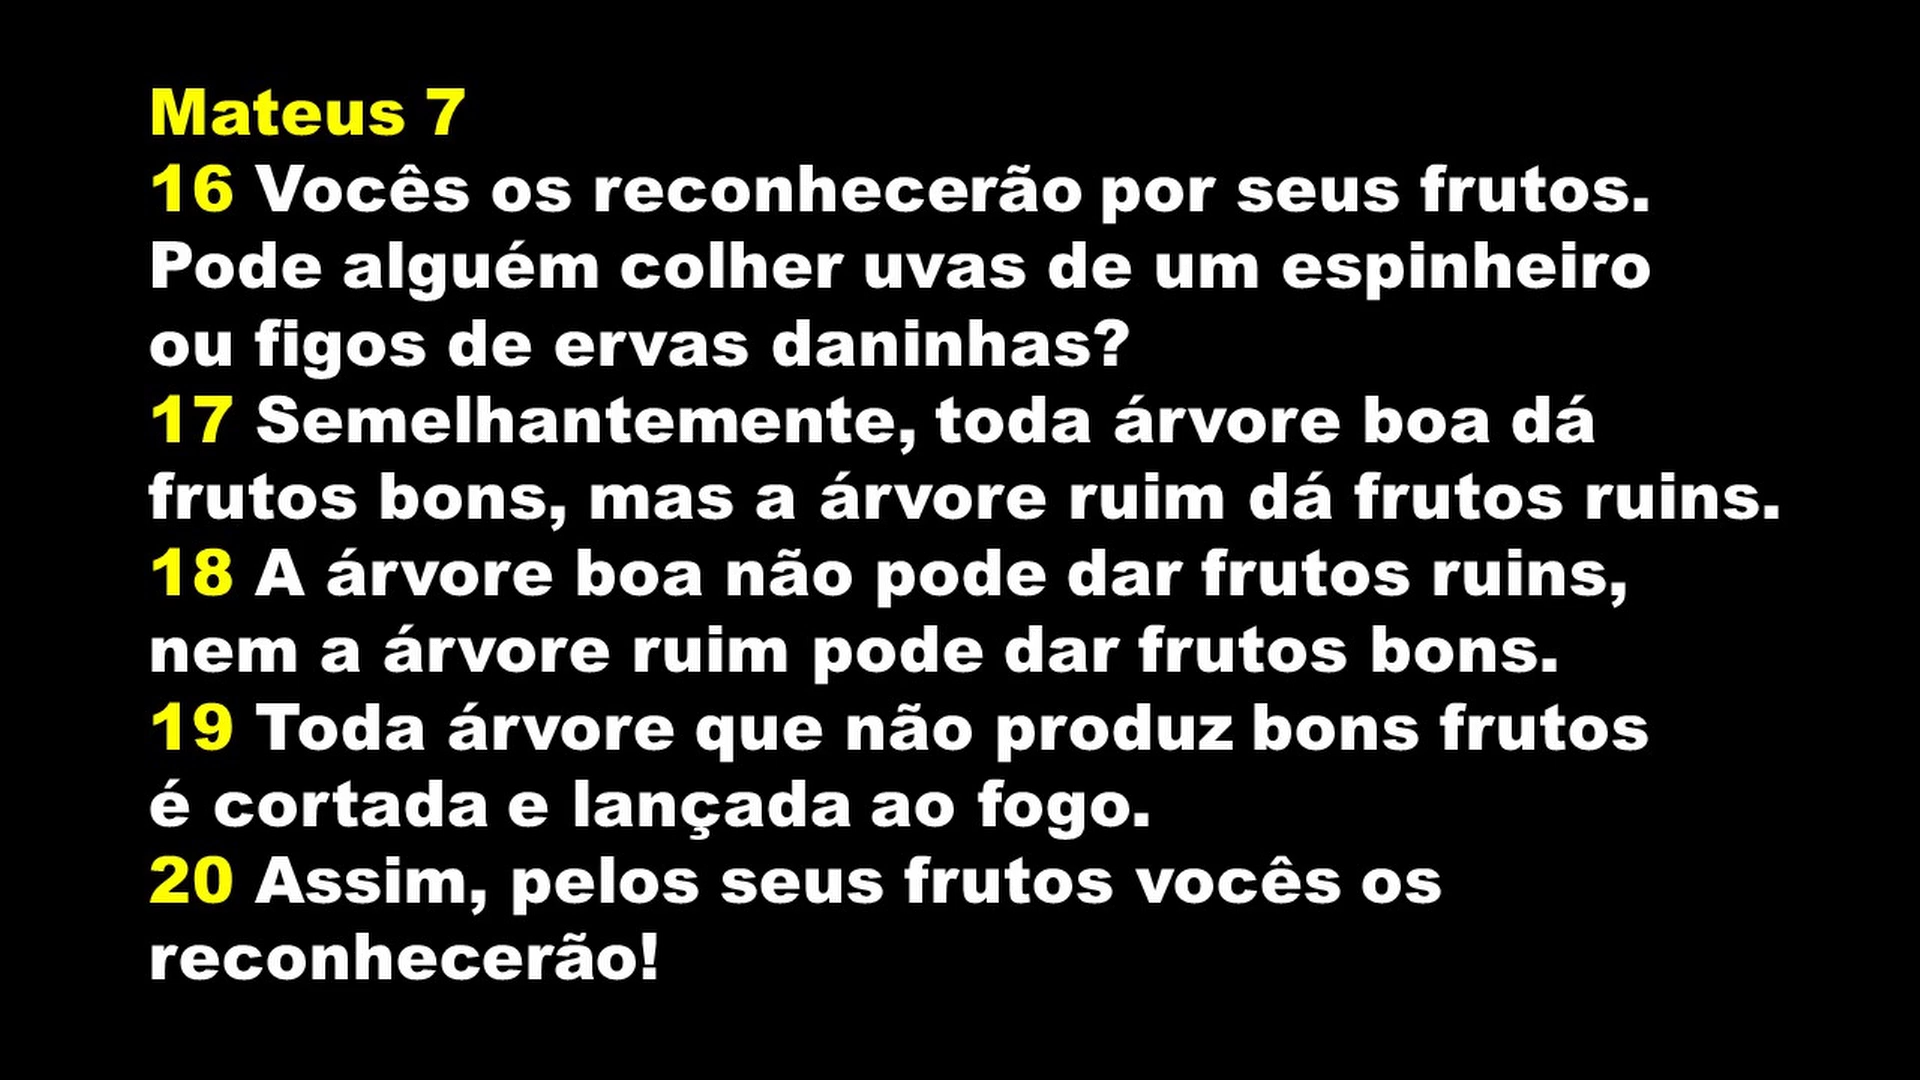 Mateus 7
16 Vocês os reconhecerão por seus frutos.
Pode alguém colher uvas de um espinheiro
ou figos de ervas daninhas?
17 Semelhantemente, toda árvore boa dá
frutos bons, mas a árvore ruim dá frutos ruins.
18 A árvore boa não pode dar frutos ruins,
nem a árvore ruim pode dar frutos bons.
19 Toda árvore que não produz bons frutos
é cortada e lançada ao fogo.
20 Assim, pelos seus frutos vocês os
reconhecerão!